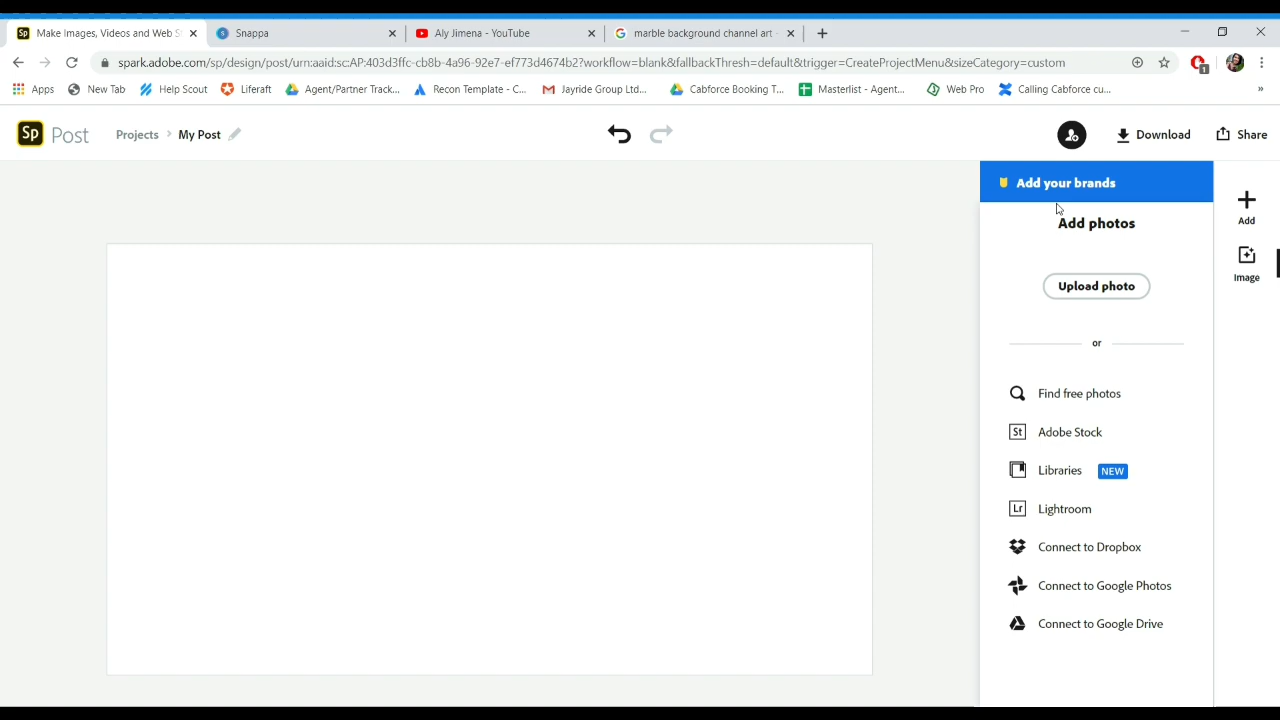 Sp Make Images, Videos and Web S
S Snappa
Aly Jimena - YouTube
G marble background channel art -
spark.adobe.com/sp/design/post/urn:aaid:sc:AP:403d3ffc-cb8b-4a96-92e7-ef773d4674b2?workflow=blank&fallbackThresh=default&trigger=CreateProjectMenu&sizeCategory=custom
1
Apps
New Tab
Help Scout
Liferaft
Agent/Partner Track...
Recon Template - C...
Jayride Group Ltd...
Cabforce Booking T...
Masterlist - Agent...
Web Pro
Calling Cabforce cu...
»
Sp Post
Projects > My Post
Download
Share
Add your brands
Add photos
Upload photo
or
Find free photos
St Adobe Stock
Libraries NEW
Lr Lightroom
Connect to Dropbox
Connect to Google Photos
Connect to Google Drive
Add
Image